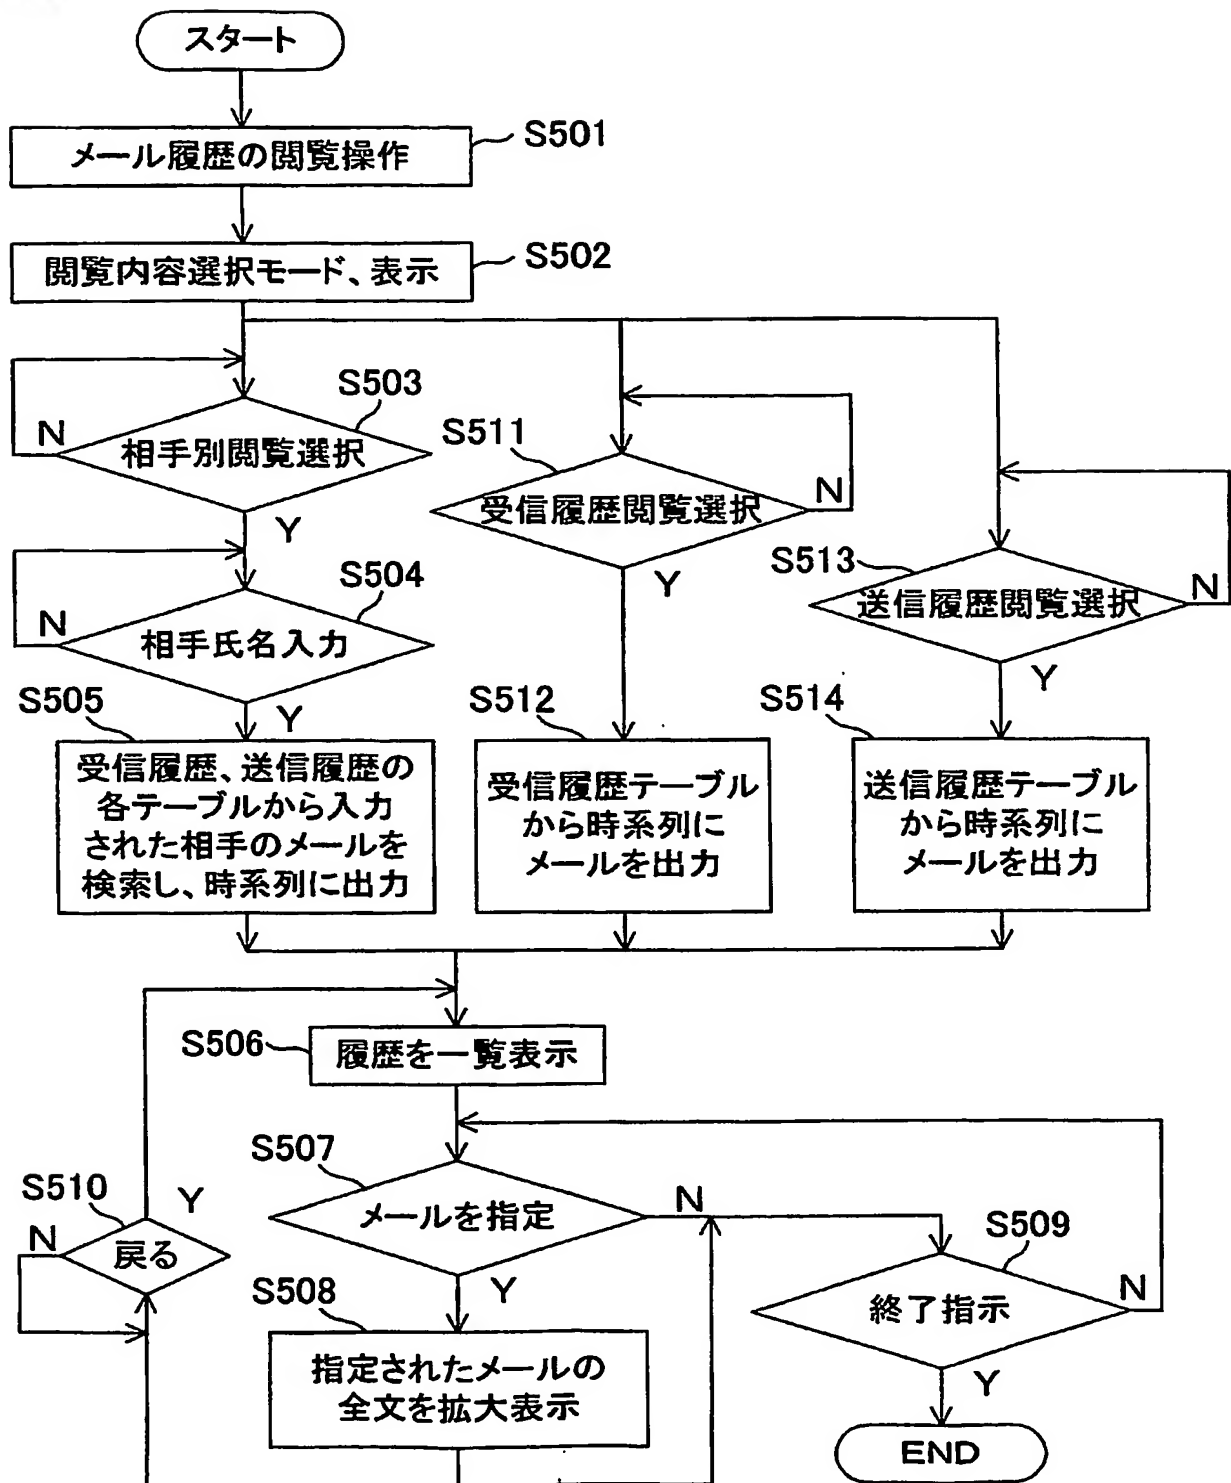 スタート
S501
メール履歴の閲覧操作
S502
閲覧内容選択モード、表示
S503
N
相手別閲覧選択
Y
S511
受信履歴閲覧選択
N
Y
S513
送信履歴閲覧選択
N
Y
S504
N
相手氏名入力
Y
S505
受信履歴、送信履歴の
各テーブルから入力
された相手のメールを
検索し、時系列に出力
S512
受信履歴テーブル
から時系列に
メールを出力
S514
送信履歴テーブル
から時系列に
メールを出力
S506
履歴を一覧表示
S507
メールを指定
N
Y
S510
Y
N
戻る
S509
終了指示
N
Y
S508
指定されたメールの
全文を拡大表示
END